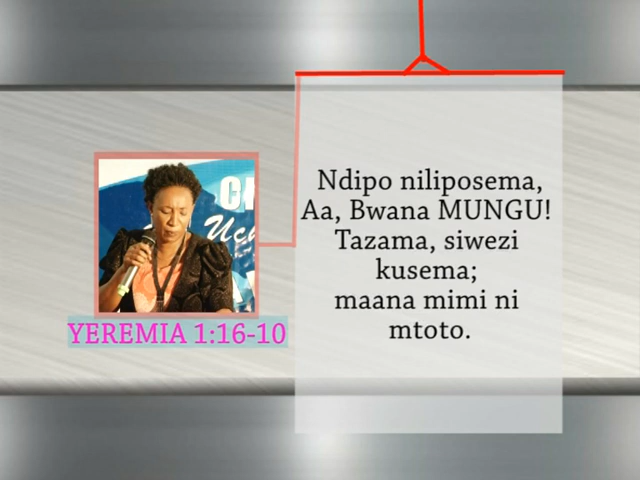 Ndipo niliposema,
Aa, Bwana MUNGU!
Tazama, siwezi
kusema;
maana mimi ni
mtoto.
YEREMIA 1:16-10